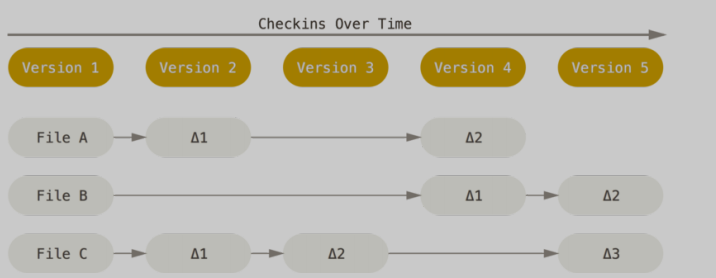 Checkins Over Time
Version 1 Version 2 Version 3 Version 4 Version 5
File A Δ1 Δ2
File B Δ1 Δ2
File C Δ1 Δ2 Δ3